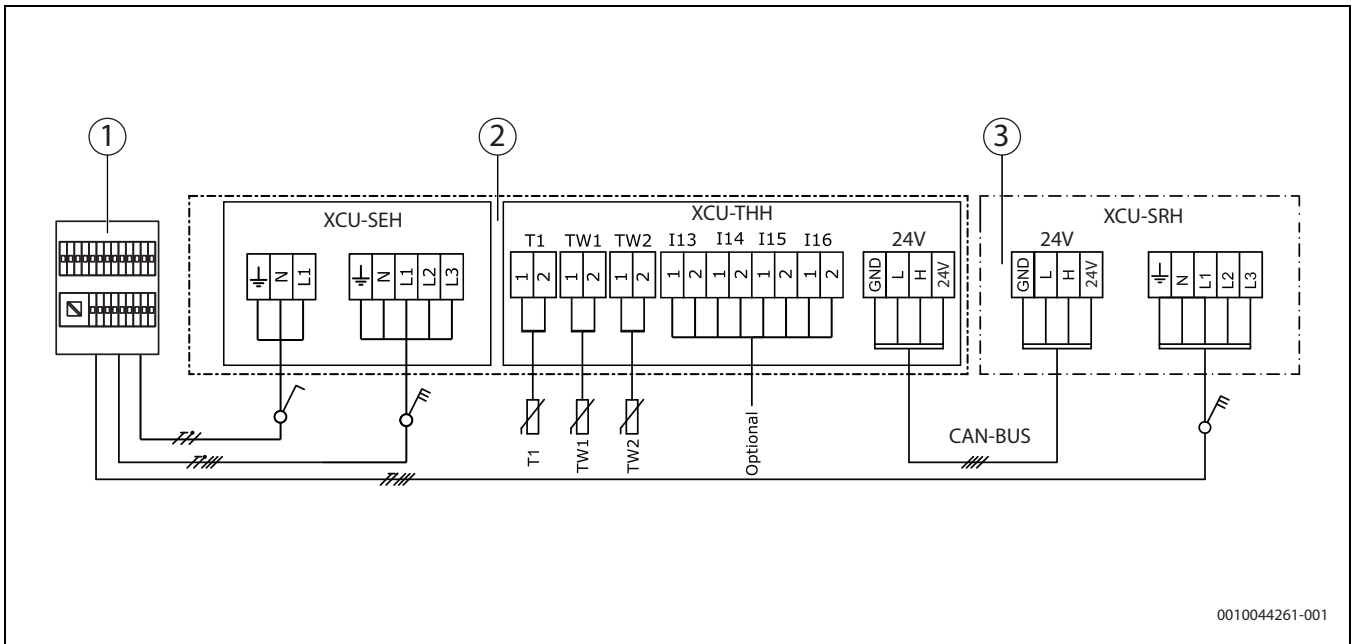 1
2
3
XCU-SEH
XCU-THH
XCU-SRH
T1 TW1 TW2 I13 I14 I15 I16 24V
24V
N L1
N L1 L2 L3
1 2 1 2 1 2 1 2 1 2 1 2 1 2
GND L H 24V
GND L H 24V
N L1 L2 L3
T1
TW1
TW2
Optional
CAN-BUS
0010044261-001